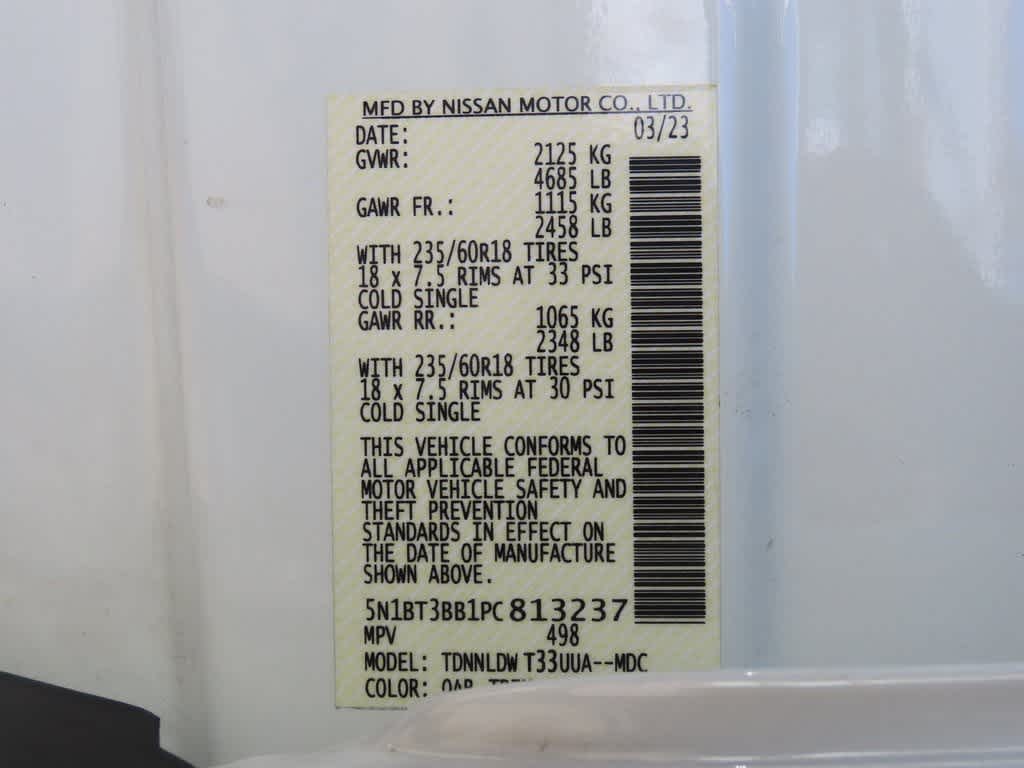 MFD BY NISSAN MOTOR CO., LTD.
DATE: 03/23
GVWR: 2125 KG
4685 LB
GAWR FR.: 1115 KG
2458 LB
WITH 235/60R18 TIRES
18 x 7.5 RIMS AT 33 PSI
COLD SINGLE
GAWR RR.: 1065 KG
2348 LB
WITH 235/60R18 TIRES
18 x 7.5 RIMS AT 30 PSI
COLD SINGLE
THIS VEHICLE CONFORMS TO
ALL APPLICABLE FEDERAL
MOTOR VEHICLE SAFETY AND
THEFT PREVENTION
STANDARDS IN EFFECT ON
THE DATE OF MANUFACTURE
SHOWN ABOVE.
5N1BT3BB1PC813237
MPV 498
MODEL: TDNNLDW T33UUA--MDC
COLOR: